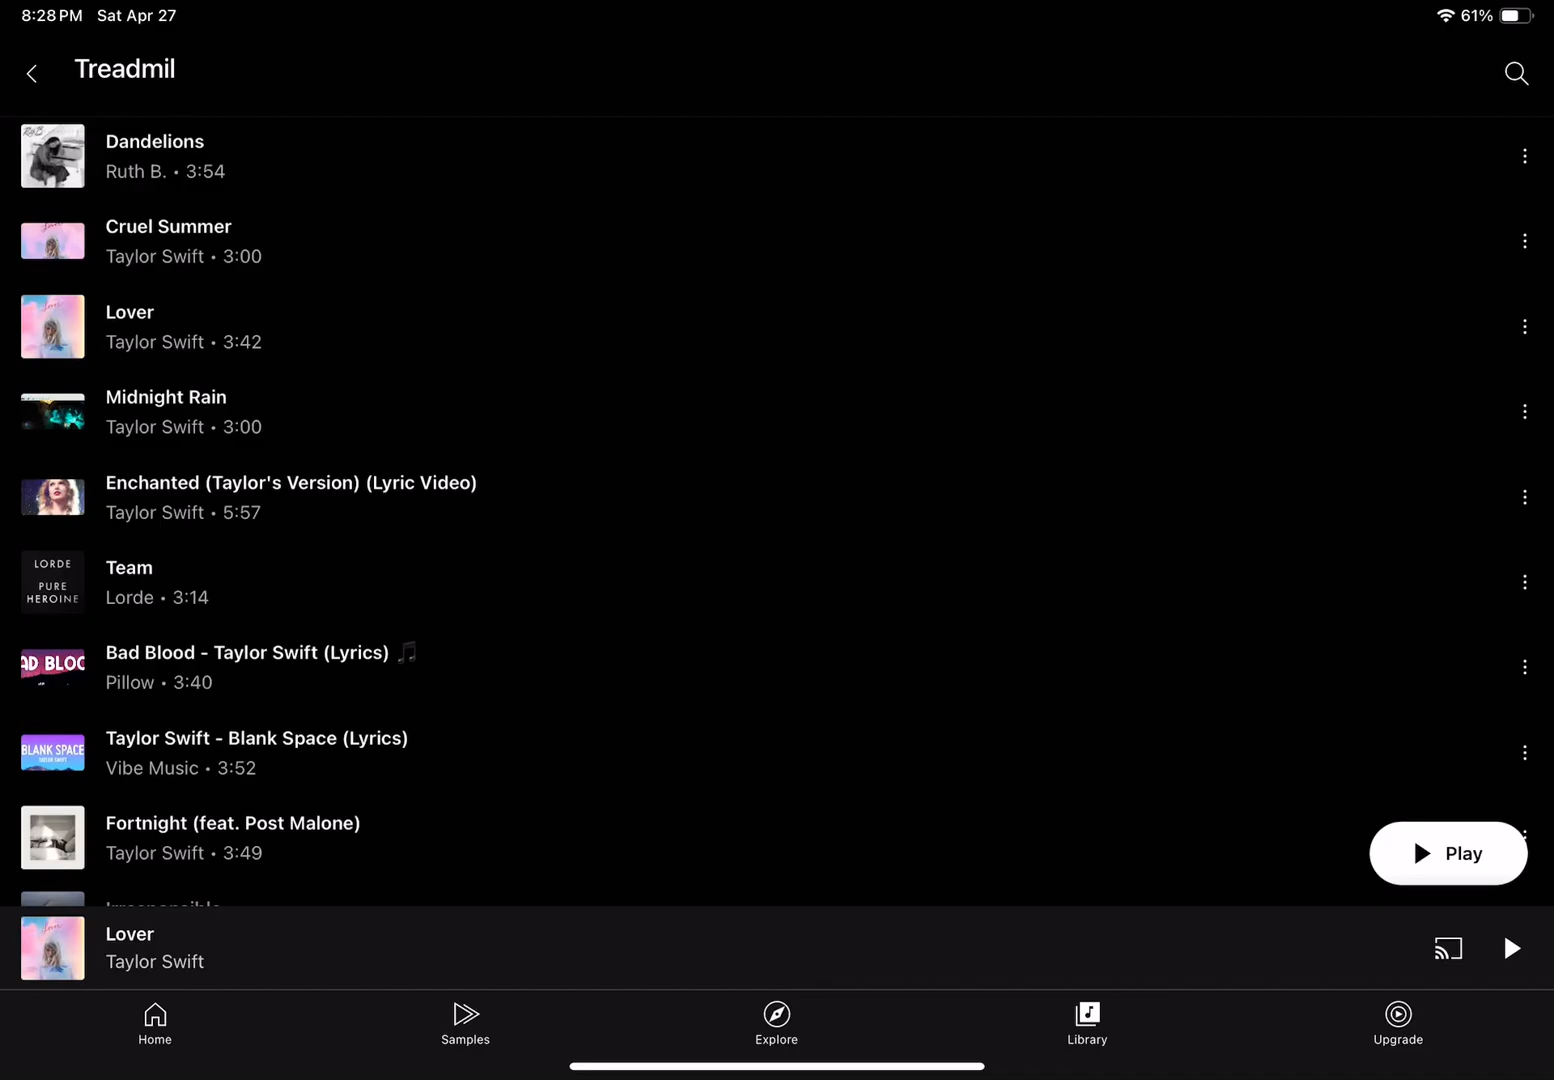 8:28 PM Sat Apr 27
61%
Treadmil
Dandelions
Ruth B. • 3:54
Cruel Summer
Taylor Swift • 3:00
Lover
Taylor Swift • 3:42
Midnight Rain
Taylor Swift • 3:00
Enchanted (Taylor's Version) (Lyric Video)
Taylor Swift • 5:57
LORDE
PURE
HEROINE
Team
Lorde • 3:14
AD BLOO
Bad Blood - Taylor Swift (Lyrics) 🎵
Pillow • 3:40
BLANK SPACE
TAYLOR SWIFT
Taylor Swift - Blank Space (Lyrics)
Vibe Music • 3:52
Fortnight (feat. Post Malone)
Taylor Swift • 3:49
Play
Lover
Taylor Swift
Home
Samples
Explore
Library
Upgrade